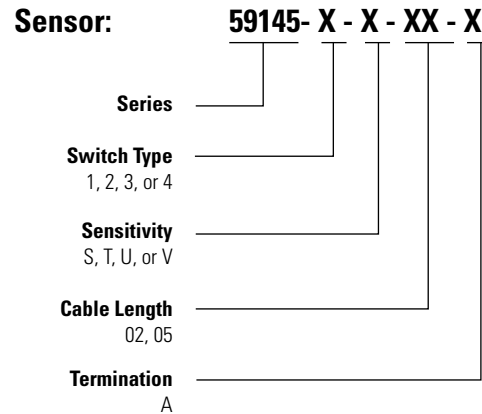 Sensor: 59145- X - X - XX - X
Series
Switch Type
1, 2, 3, or 4
Sensitivity
S, T, U, or V
Cable Length
02, 05
Termination
A